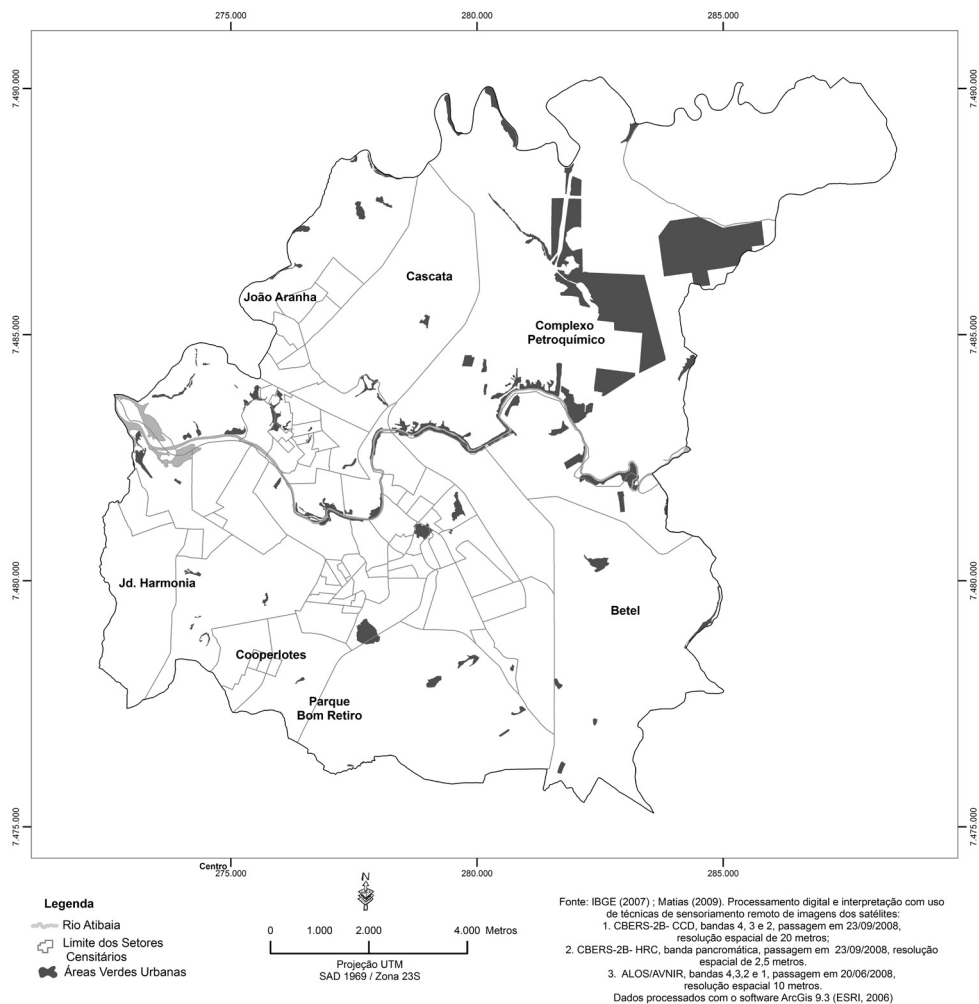 275.000
280.000
285.000
7.490.000
7.490.000
Cascata
João Aranha
Complexo
Petroquímico
7.485.000
7.485.000
Jd. Harmonia
7.480.000
7.480.000
Betel
Cooperlotes
Parque
Bom Retiro
7.475.000
7.475.000
Centro
275.000
280.000
285.000
N
Legenda
Rio Atibaia
Limite dos Setores
Censitários
Áreas Verdes Urbanas
0 1.000 2.000 4.000 Metros
Projeção UTM
SAD 1969 / Zona 23S
Fonte: IBGE (2007) ; Matias (2009). Processamento digital e interpretação com uso
de técnicas de sensoriamento remoto de imagens dos satélites:
1. CBERS-2B- CCD, bandas 4, 3 e 2, passagem em 23/09/2008,
resolução espacial de 20 metros;
2. CBERS-2B- HRC, banda pancromática, passagem em 23/09/2008, resolução
espacial de 2,5 metros.
3. ALOS/AVNIR, bandas 4,3,2 e 1, passagem em 20/06/2008,
resolução espacial 10 metros.
Dados processados com o software ArcGis 9.3 (ESRI, 2006)